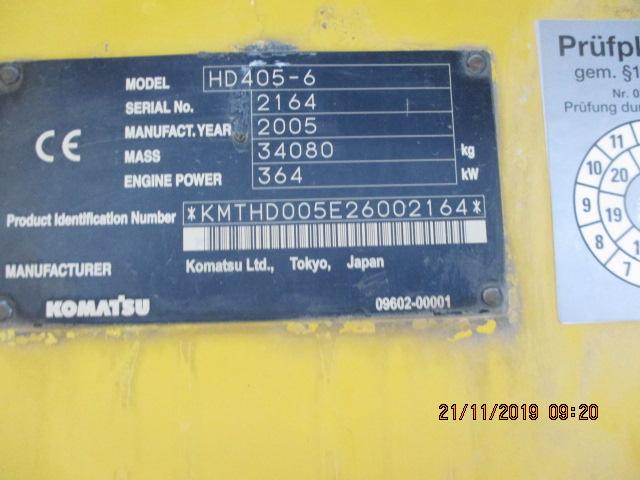 MODEL HD405-6
SERIAL No. 2164
MANUFACT. YEAR 2005
MASS 34080 kg
ENGINE POWER 364 kW
CE
Product Identification Number *KMTHD005E26002164*
MANUFACTURER Komatsu Ltd., Tokyo, Japan
KOMATSU 09602-00001
gem. §1
Nr. 0
Prüfung
11
10 20
9 19
8
7
21/11/2019 09:20